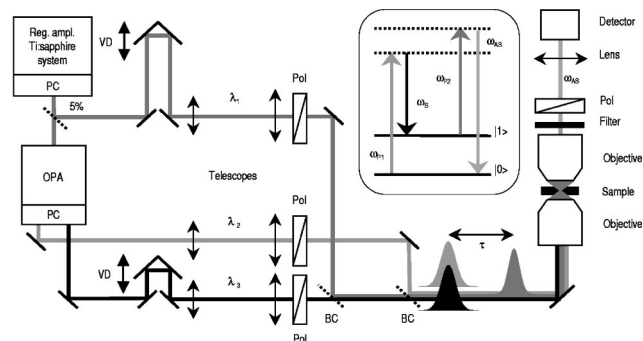 Reg. ampl.
Ti:sapphire
system
PC
VD
5%
λ1
Pol
OPA
PC
Telescopes
λ2
Pol
VD
λ3
Pol
BC
BC
τ
ωAS
ωP2
ωS
ωP1
|1>
|0>
Detector
Lens
ωAS
Pol
Filter
Objective
Sample
Objective